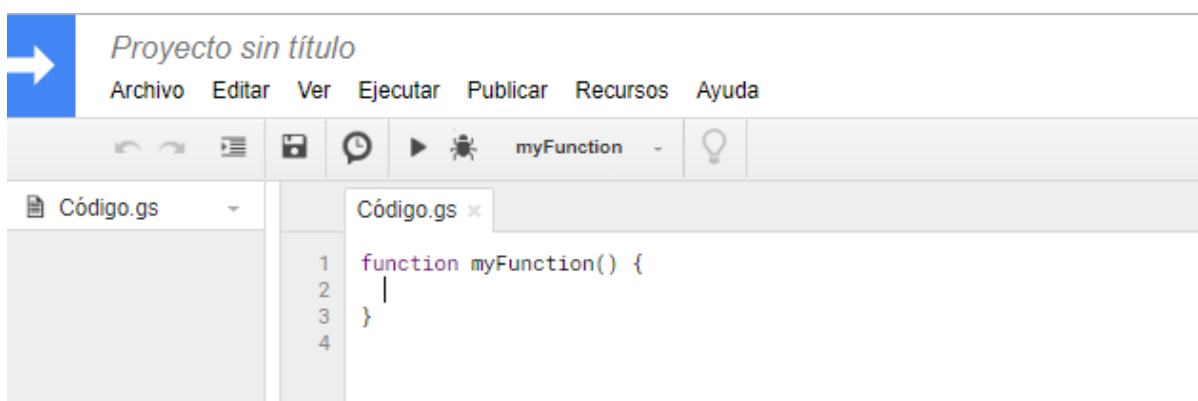 Proyecto sin título
Archivo Editar Ver Ejecutar Publicar Recursos Ayuda
myFunction
Código.gs
Código.gs ×
1 function myFunction() {
2
3 }
4